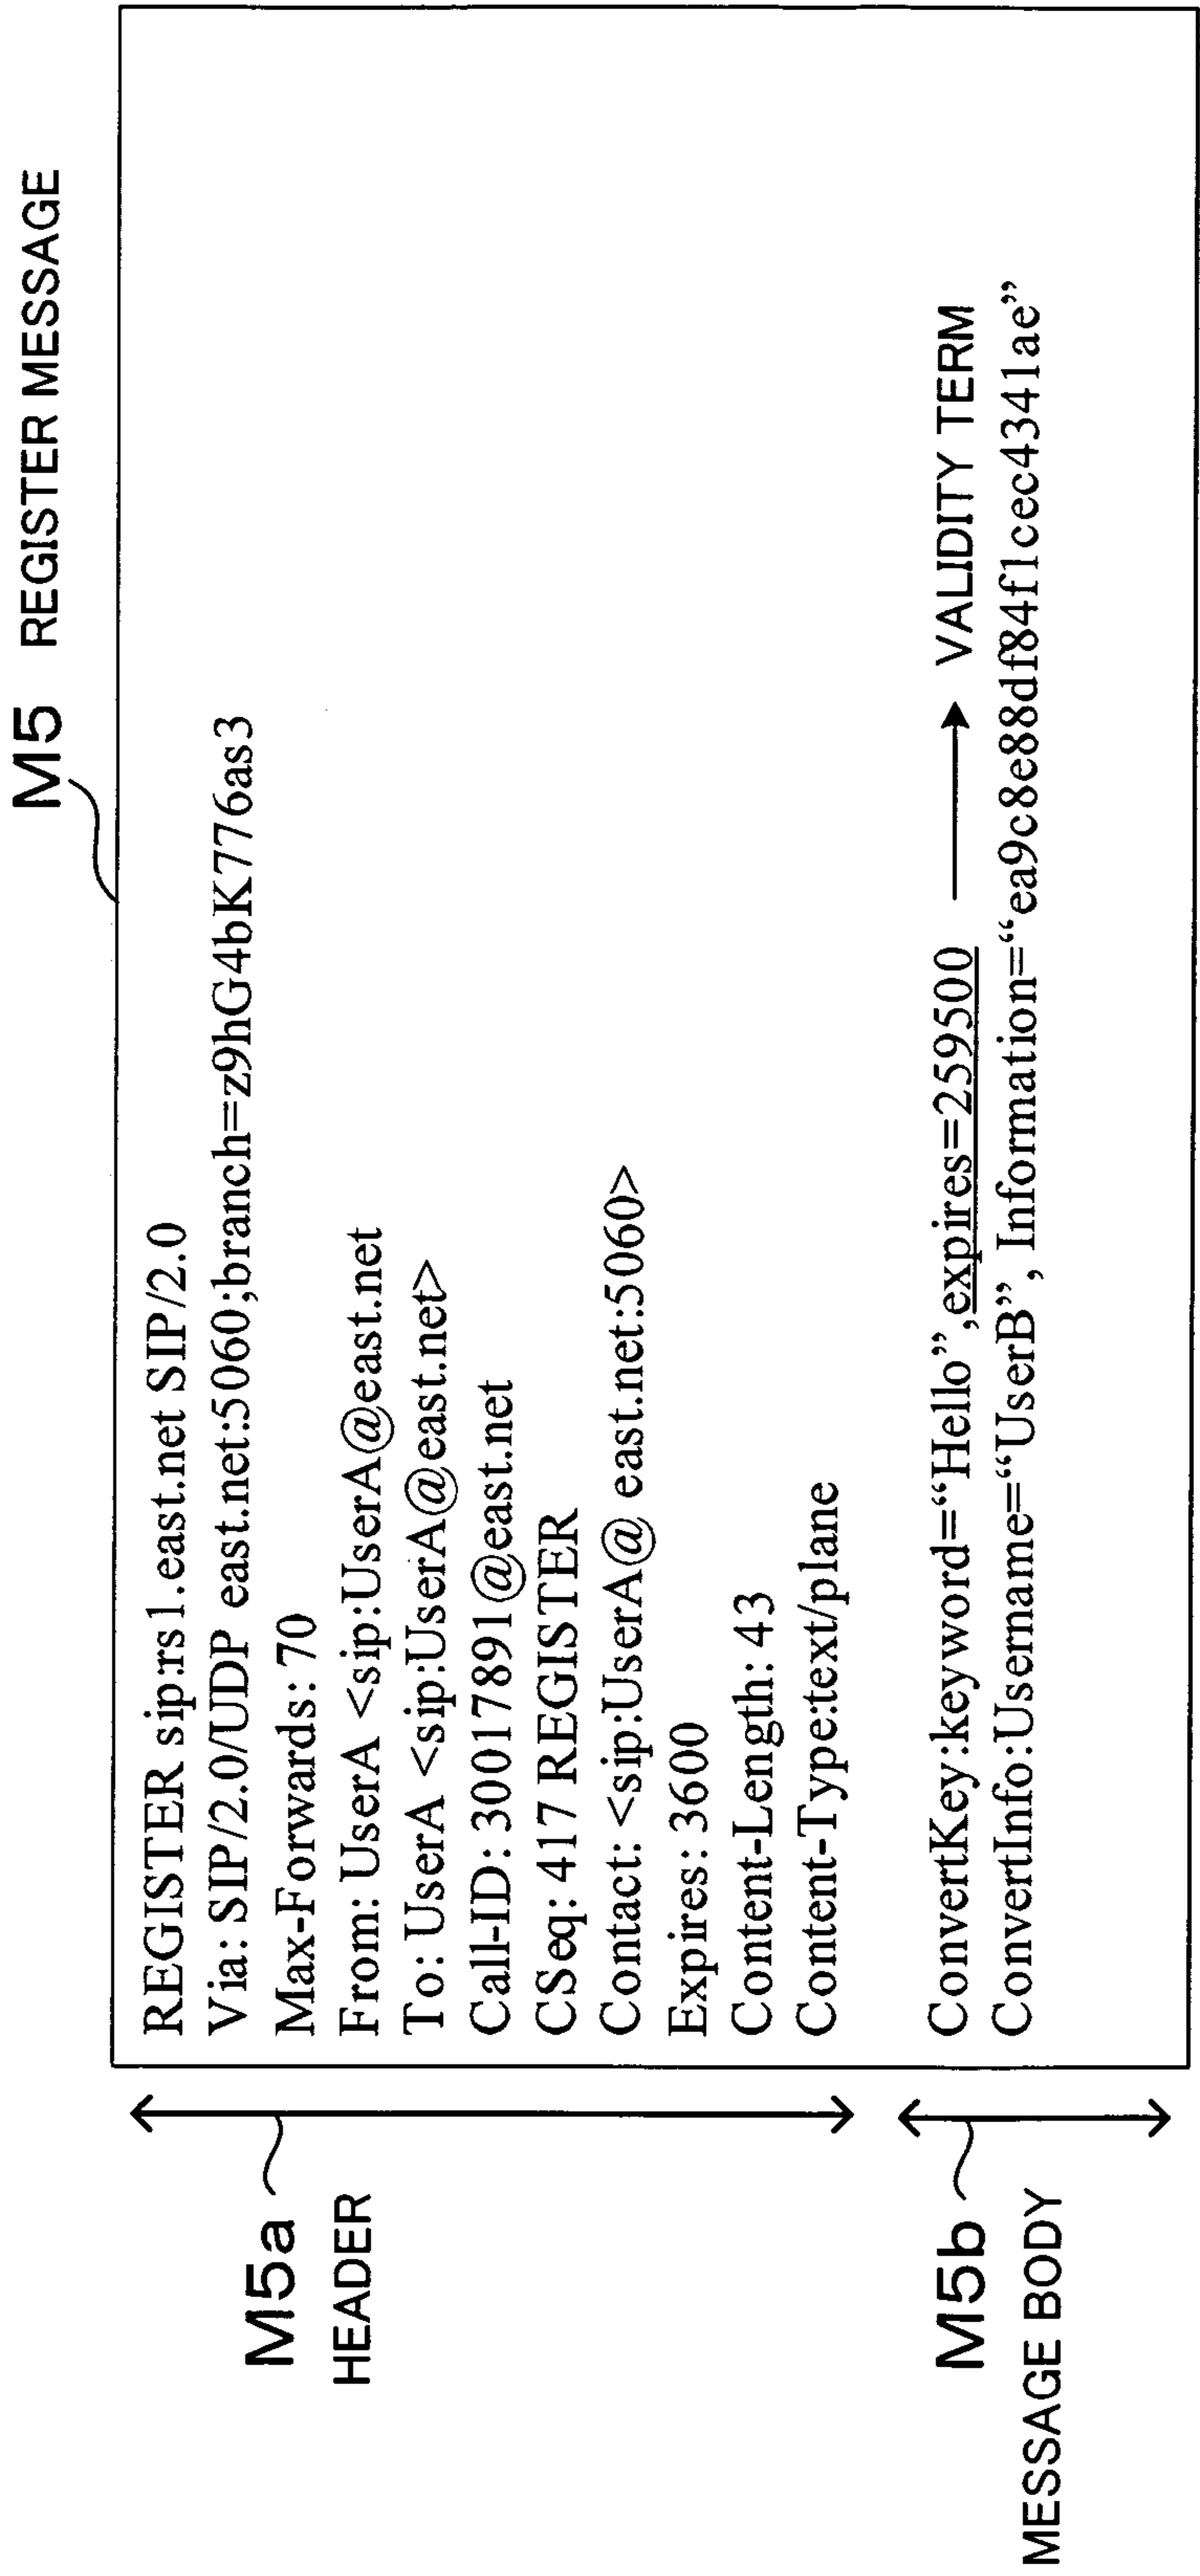 M5 REGISTER MESSAGE
M5a
HEADER
REGISTER sip:rs1.east.net SIP/2.0
Via: SIP/2.0/UDP east.net:5060;branch=z9hG4bK776as3
Max-Forwards: 70
From: UserA <sip:UserA@east.net
To: UserA <sip:UserA@east.net>
Call-ID: 30017891@east.net
CSeq: 417 REGISTER
Contact: <sip:UserA@ east.net:5060>
Expires: 3600
Content-Length: 43
Content-Type:text/plane
M5b
MESSAGE BODY
ConvertKey:keyword=“Hello”,expires=259500 → VALIDITY TERM
ConvertInfo:Username=“UserB”, Information=“ea9c8e88df84f1cec4341ae”